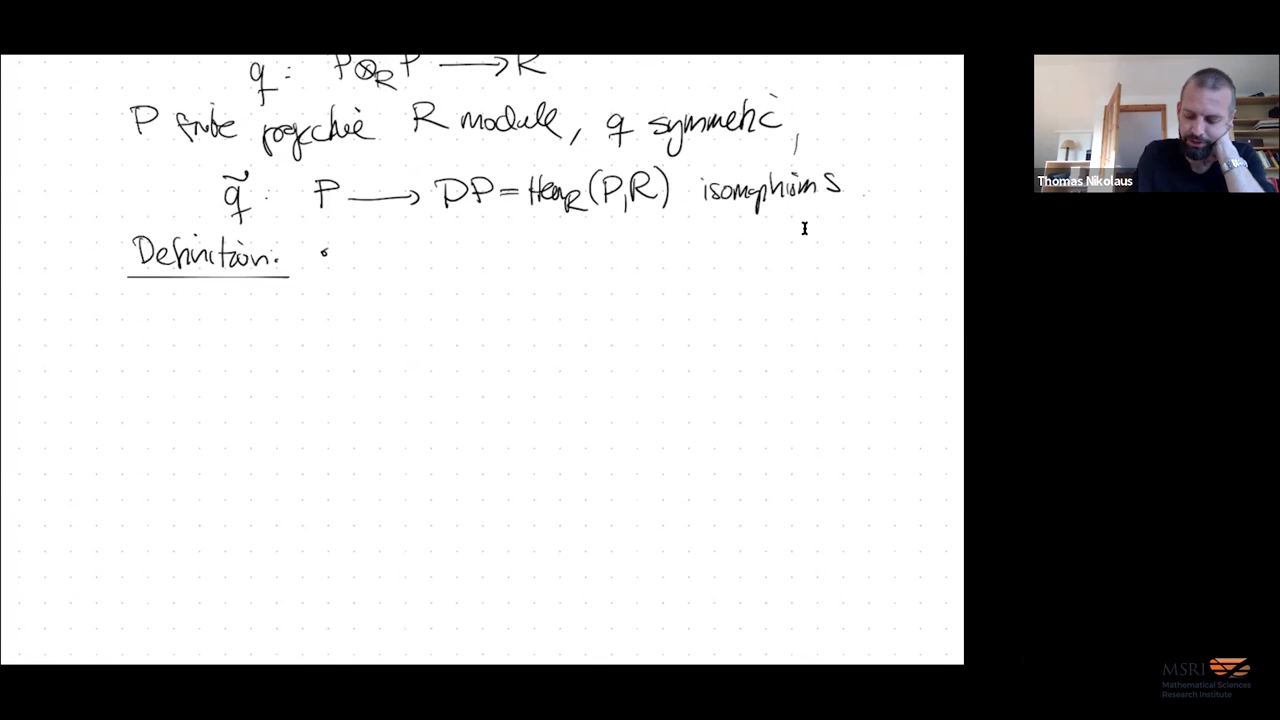 q : P ⊗_R P ⟶ R
P finite projective R module, q symmetric,
q̃ : P ⟶ DP = Hom_R(P, R) isomorphism s
Definition:
Thomas Nikolaus
MSRI
Mathematical Sciences
Research Institute